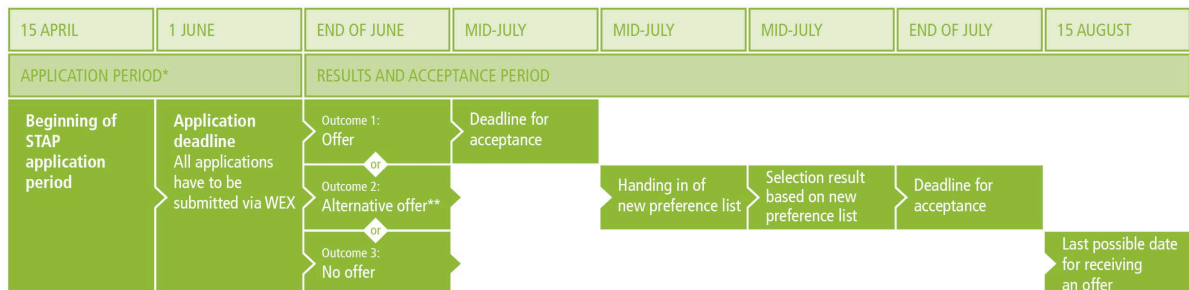 15 APRIL
1 JUNE
END OF JUNE
MID-JULY
MID-JULY
MID-JULY
END OF JULY
15 AUGUST
APPLICATION PERIOD*
RESULTS AND ACCEPTANCE PERIOD
Beginning of
STAP
application
period
Application
deadline
All applications
have to be
submitted via WEX
Outcome 1:
Offer
or
Outcome 2:
Alternative offer**
or
Outcome 3:
No offer
Deadline for
acceptance
Handing in of
new preference list
Selection result
based on new
preference list
Deadline for
acceptance
Last possible date
for receiving
an offer